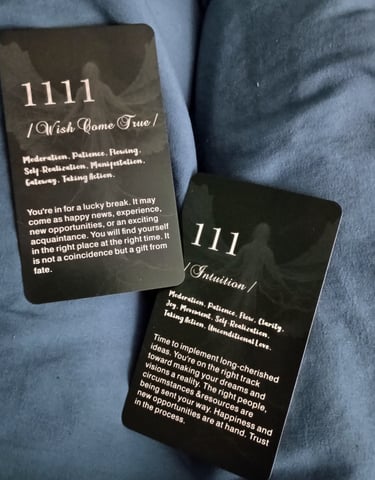 1111
/ Wish Come True /
Moderation, Patience, Flowing,
Self-Realization, Manifestation,
Gateway, Taking Action.
You're in for a lucky break. It may
come as happy news, experience,
new opportunities, or an exciting
acquaintance. You will find yourself
in the right place at the right time. It
is not a coincidence but a gift from
fate.
111
/ Intuition /
Moderation, Patience, Flow, Clarity,
Joy, Movement, Self-Realization,
Taking Action, Unconditional Love.
Time to implement long-cherished
ideas. You're on the right track
toward making your dreams and
visions a reality. The right people,
circumstances &resources are
being sent your way. Happiness and
new opportunities are at hand. Trust
in the process.